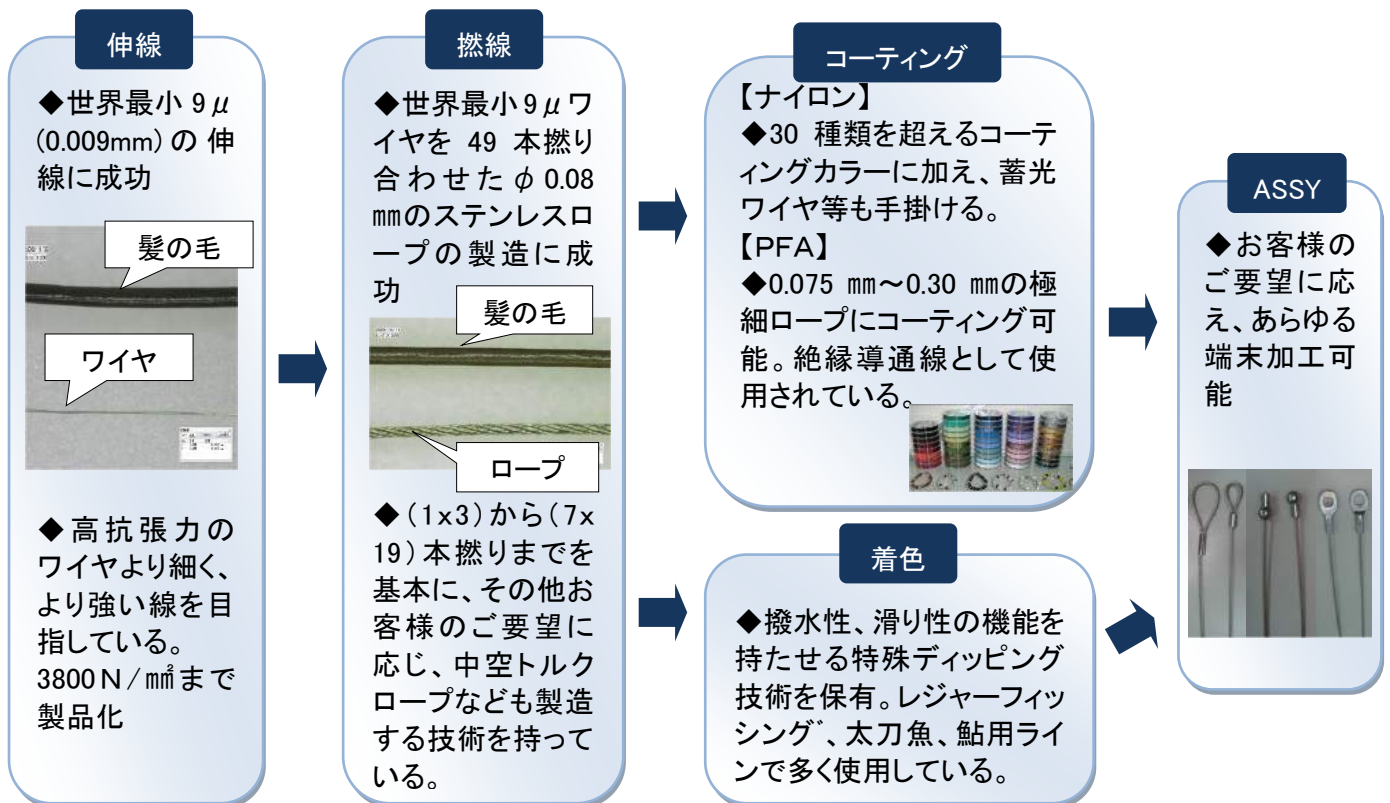 伸線
◆世界最小 9μ
(0.009mm)の 伸
線に成功
髪の毛
ワイヤ
◆高抗張力の
ワイヤより細く、
より強い線を目
指している。
3800N/㎟まで
製品化
撚線
◆世界最小9μワ
イヤを 49 本撚り
合わせたφ0.08
㎜のステンレスロ
ープの製造に成
功
髪の毛
ロープ
◆(1x3)から(7x
19)本撚りまでを
基本に、その他お
客様のご要望に
応じ、中空トルク
ロープなども製造
する技術を持って
いる。
コーティング
【ナイロン】
◆30 種類を超えるコーテ
ィングカラーに加え、蓄光
ワイヤ等も手掛ける。
【PFA】
◆0.075 ㎜～0.30 ㎜の極
細ロープにコーティング可
能。絶縁導通線として使
用されている。
着色
◆撥水性、滑り性の機能を
持たせる特殊ディッピング
技術を保有。レジャーフィッ
シング゛、太刀魚、鮎用ライ
ンで多く使用している。
ASSY
◆お客様の
ご要望に応
え、あらゆる
端末加工可
能